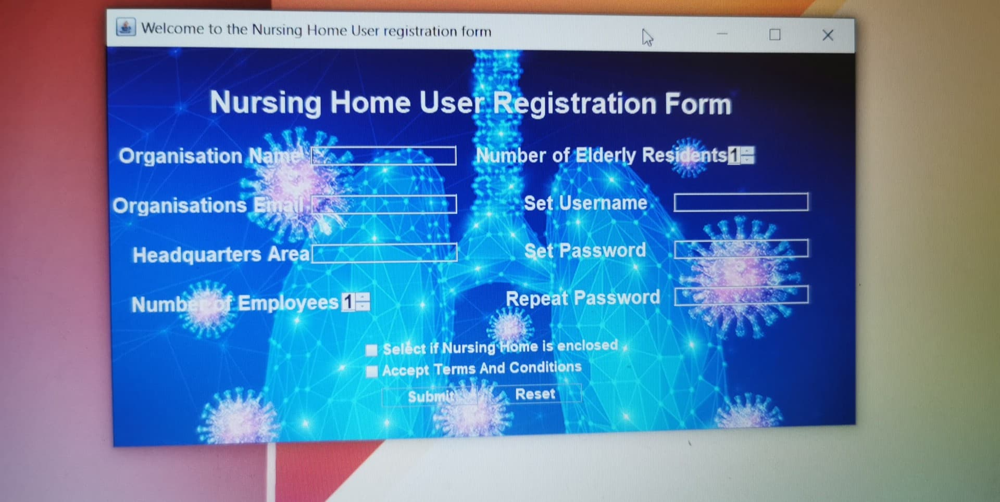 Welcome to the Nursing Home User registration form
Nursing Home User Registration Form
Organisation Name
Number of Elderly Residents 1
Organisations Email
Set Username
Headquarters Area
Set Password
Number of Employees 1
Repeat Password
Select if Nursing Home is enclosed
Accept Terms And Conditions
Submit
Reset